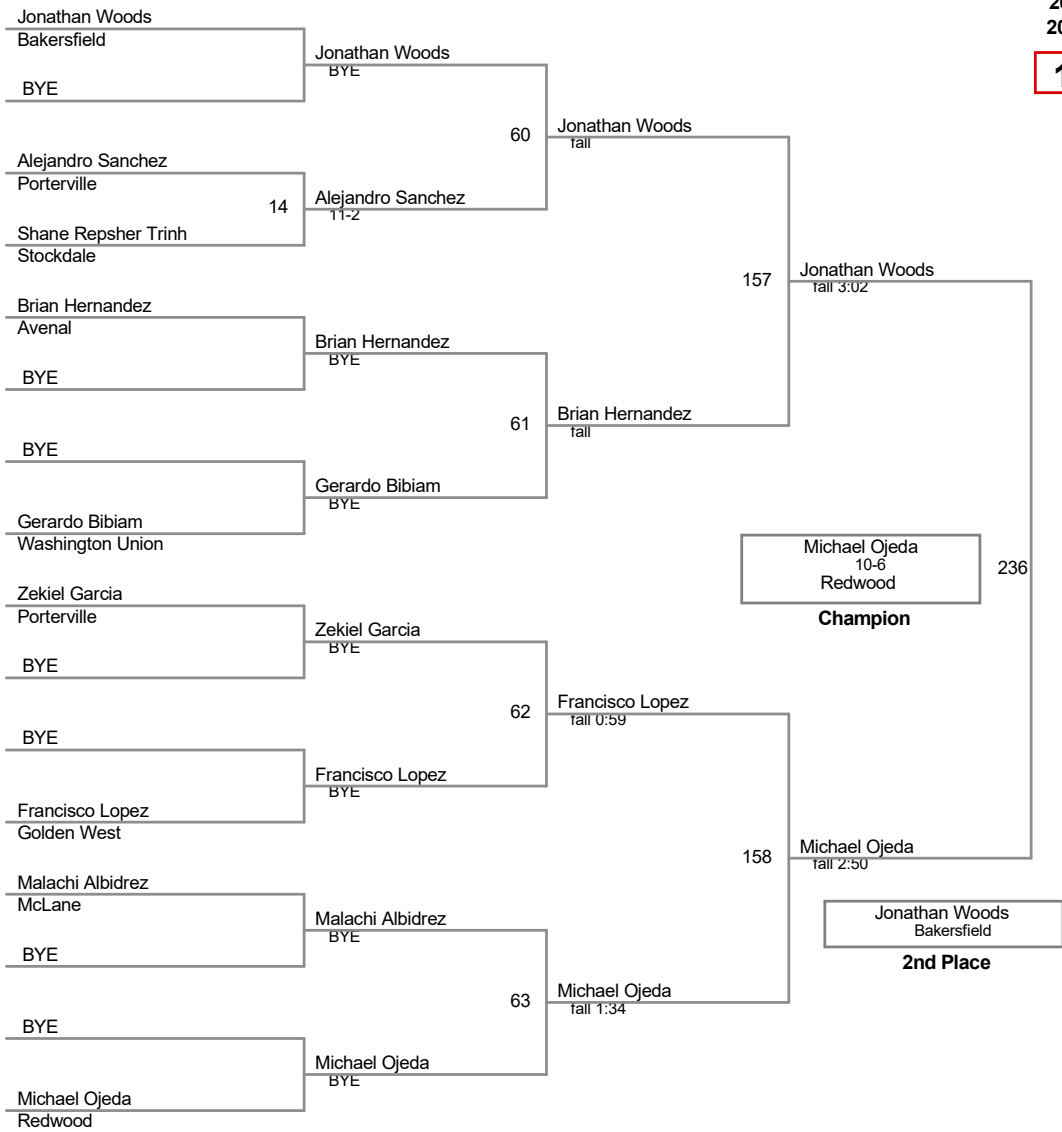 Jonathan Woods
Bakersfield
BYE
Alejandro Sanchez
Porterville
Shane Repsher Trinh
Stockdale
Brian Hernandez
Avenal
BYE
BYE
Gerardo Bibiam
Washington Union
Zekiel Garcia
Porterville
BYE
BYE
Francisco Lopez
Golden West
Malachi Albidrez
McLane
BYE
BYE
Michael Ojeda
Redwood
14
Jonathan Woods
BYE
Alejandro Sanchez
11-2
Brian Hernandez
BYE
Gerardo Bibiam
BYE
Zekiel Garcia
BYE
Francisco Lopez
BYE
Malachi Albidrez
BYE
Michael Ojeda
BYE
60
61
62
63
Jonathan Woods
fall
Brian Hernandez
fall
Francisco Lopez
fall 0:59
Michael Ojeda
fall 1:34
157
158
Jonathan Woods
fall 3:02
Michael Ojeda
fall 2:50
236
Michael Ojeda
10-6
Redwood
Champion
Jonathan Woods
Bakersfield
2nd Place